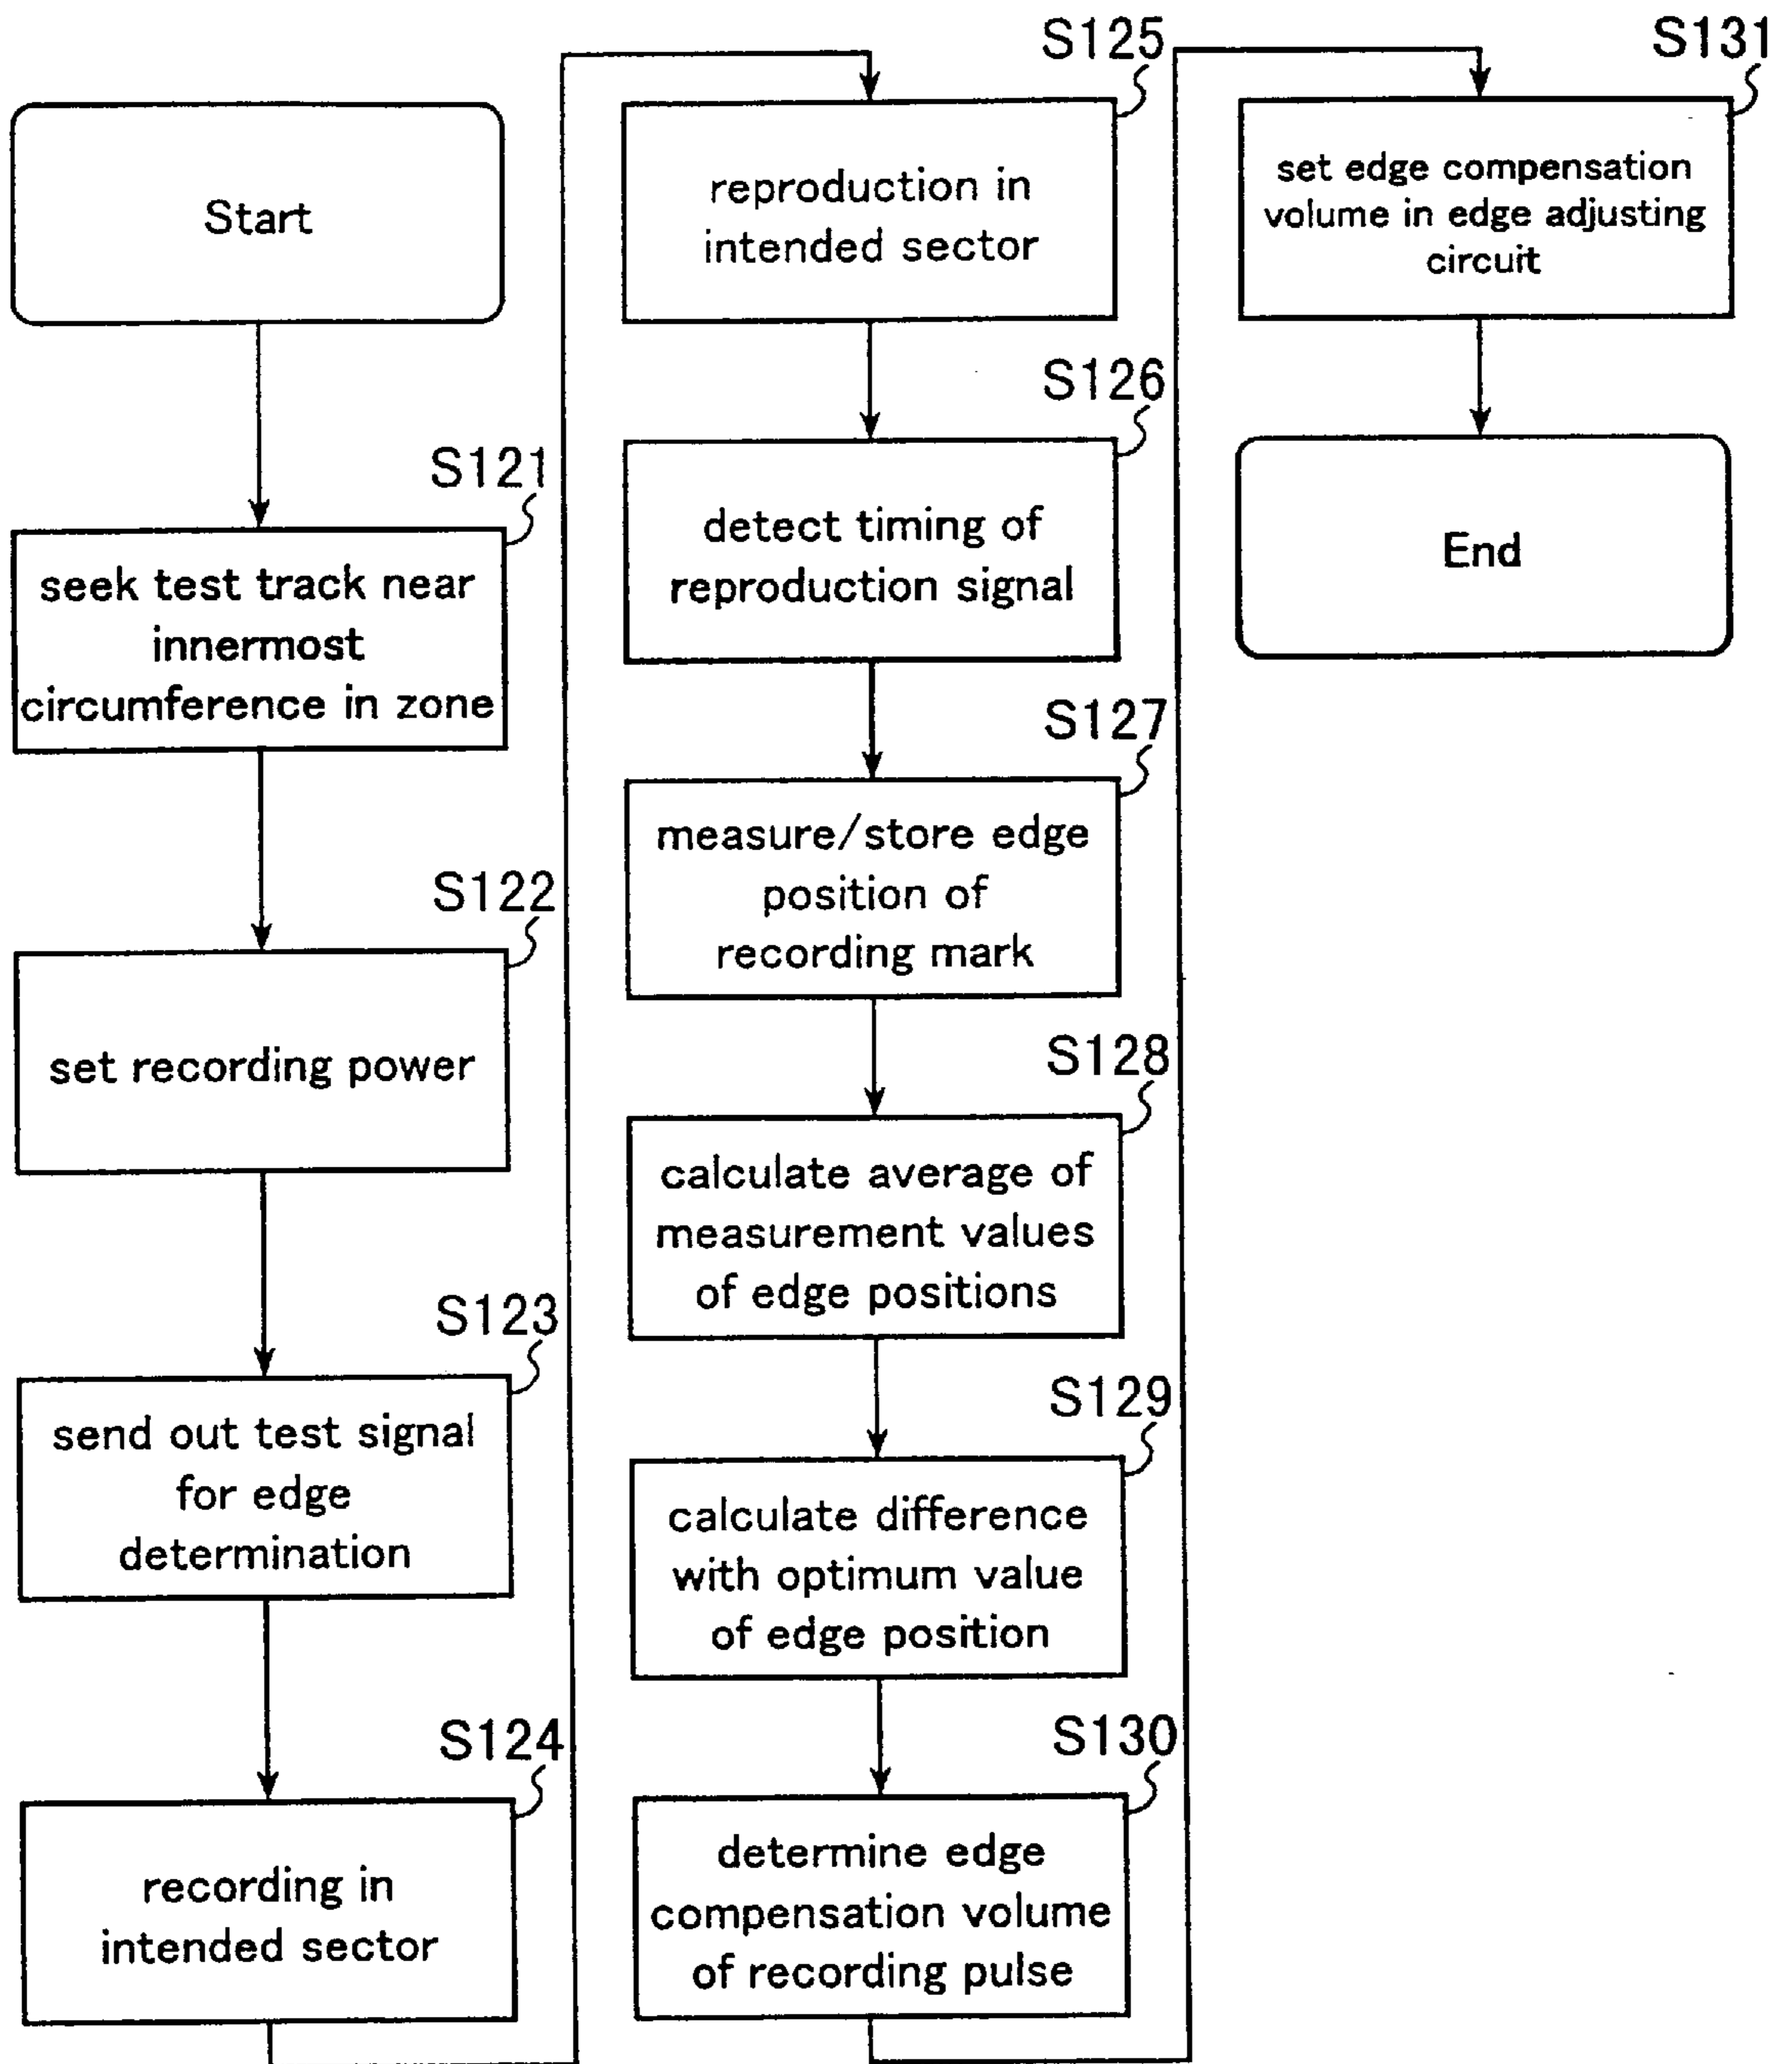 Start
S121
seek test track near
innermost
circumference in zone
S122
set recording power
S123
send out test signal
for edge
determination
S124
recording in
intended sector
S125
reproduction in
intended sector
S126
detect timing of
reproduction signal
S127
measure/store edge
position of
recording mark
S128
calculate average of
measurement values
of edge positions
S129
calculate difference
with optimum value
of edge position
S130
determine edge
compensation volume
of recording pulse
S131
set edge compensation
volume in edge adjusting
circuit
End